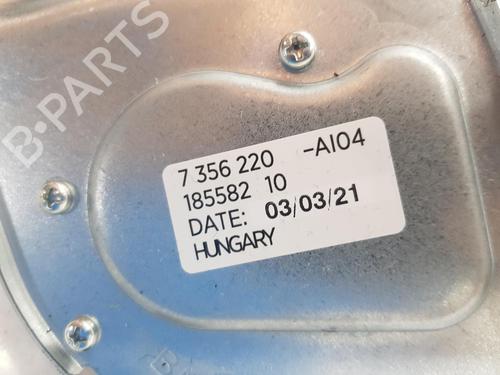 B-PARTS
7 356 220 -AI04
185582 10
DATE: 03/03/21
HUNGARY
B